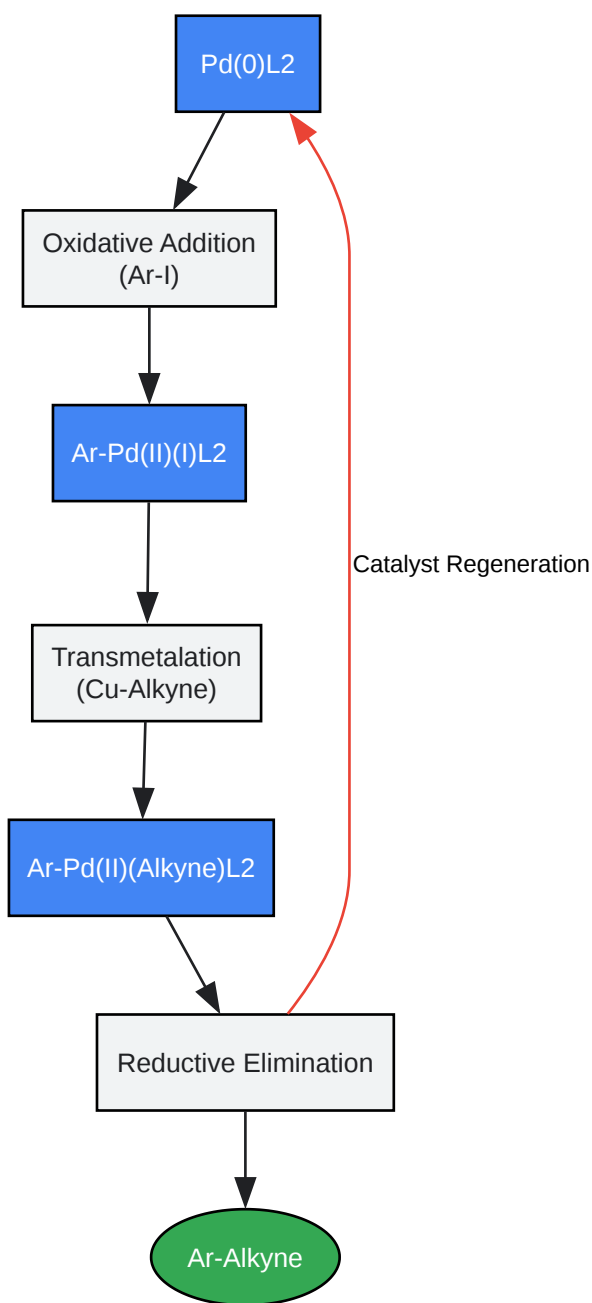 Pd(0)L2
Oxidative Addition
(Ar-I)
Ar-Pd(II)(I)L2
Catalyst Regeneration
Transmetalation
(Cu-Alkyne)
Ar-Pd(II)(Alkyne)L2
Reductive Elimination
Ar-Alkyne